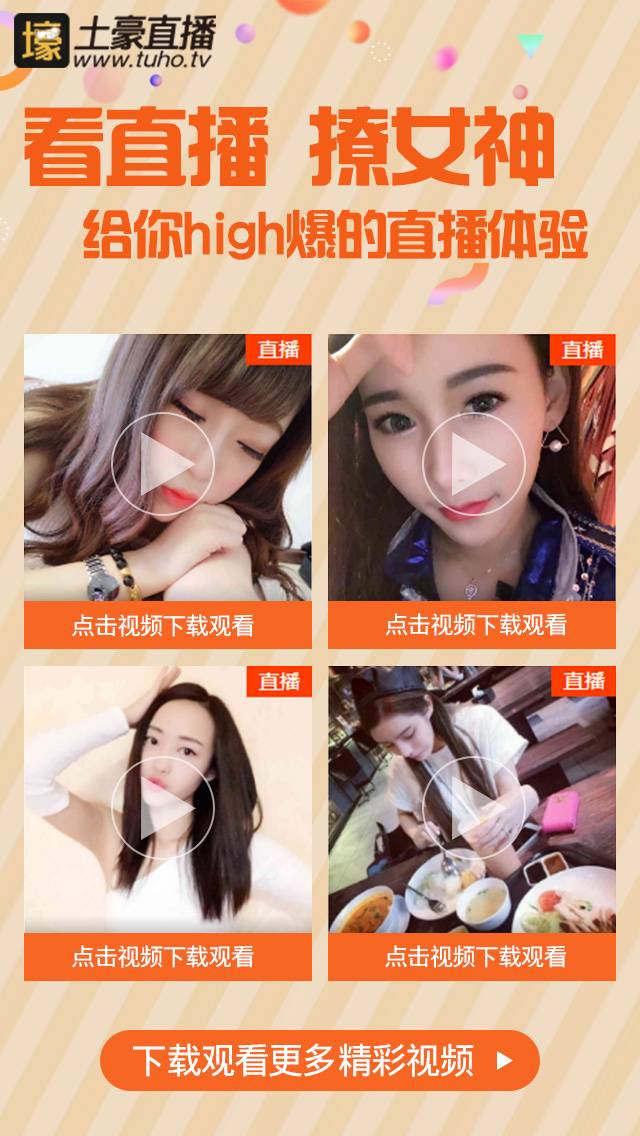 壕
土豪直播
www.tuho.tv
看直播 撩女神
给你high爆的直播体验
直播
直播
点击视频下载观看
点击视频下载观看
直播
直播
点击视频下载观看
点击视频下载观看
下载观看更多精彩视频